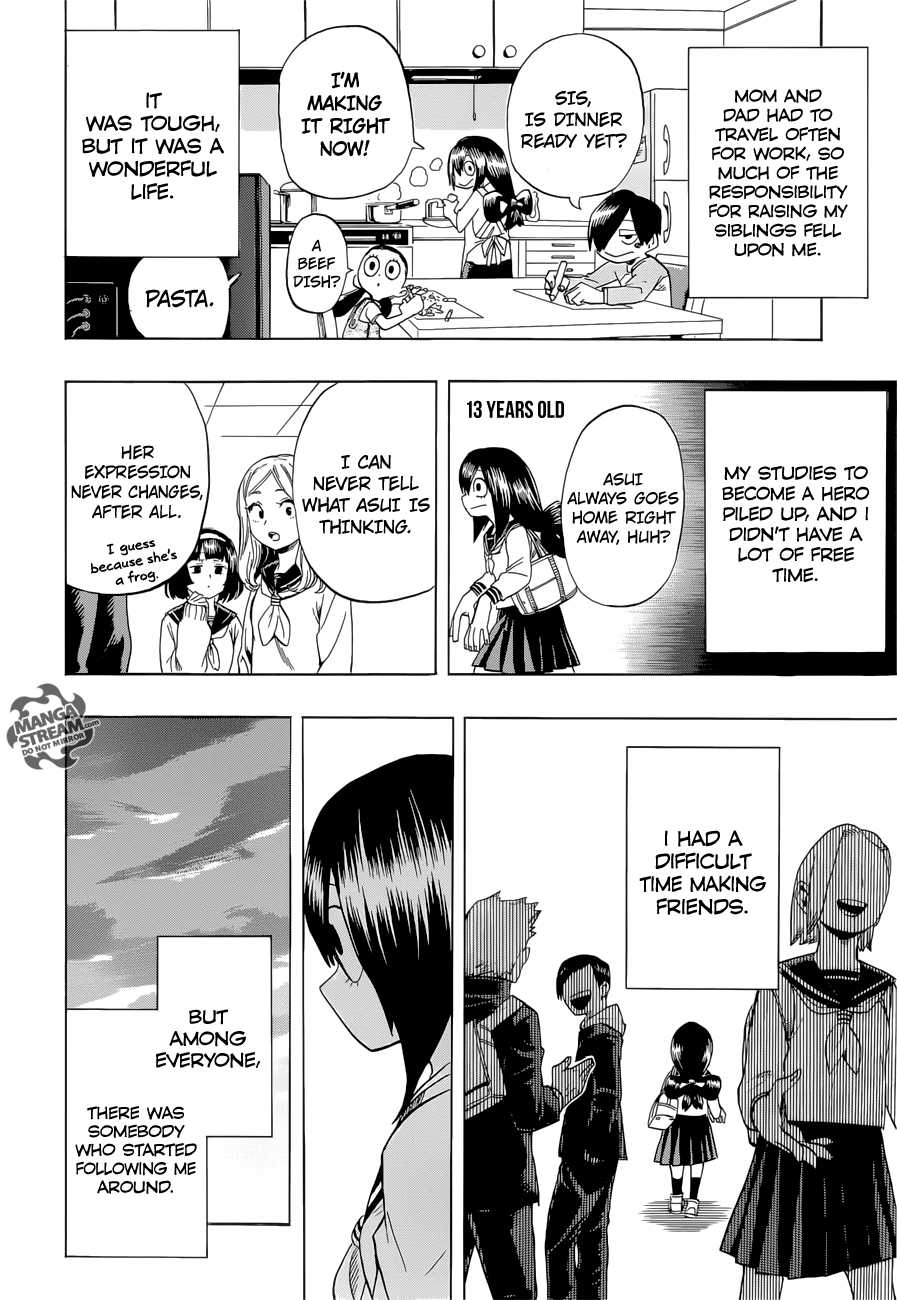 MOM AND
DAD HAD TO
TRAVEL OFTEN
FOR WORK, SO
MUCH OF THE
RESPONSIBILITY
FOR RAISING MY
SIBLINGS FELL
UPON ME.
SIS,
IS DINNER
READY YET?
I'M
MAKING
IT RIGHT
NOW!
A
BEEF
DISH?
IT
WAS TOUGH,
BUT IT WAS A
WONDERFUL
LIFE.
PASTA.
MY STUDIES TO
BECOME A HERO
PILED UP, AND I
DIDN'T HAVE A
LOT OF FREE
TIME.
13 YEARS OLD
ASUI
ALWAYS GOES
HOME RIGHT
AWAY, HUH?
I CAN
NEVER TELL
WHAT ASUI IS
THINKING.
HER
EXPRESSION
NEVER CHANGES,
AFTER ALL.
I guess
because she's
a frog.
I HAD A
DIFFICULT
TIME MAKING
FRIENDS.
BUT
AMONG
EVERYONE,
THERE WAS
SOMEBODY
WHO STARTED
FOLLOWING ME
AROUND.
MANGA
STREAM.com
DO NOT MIRROR